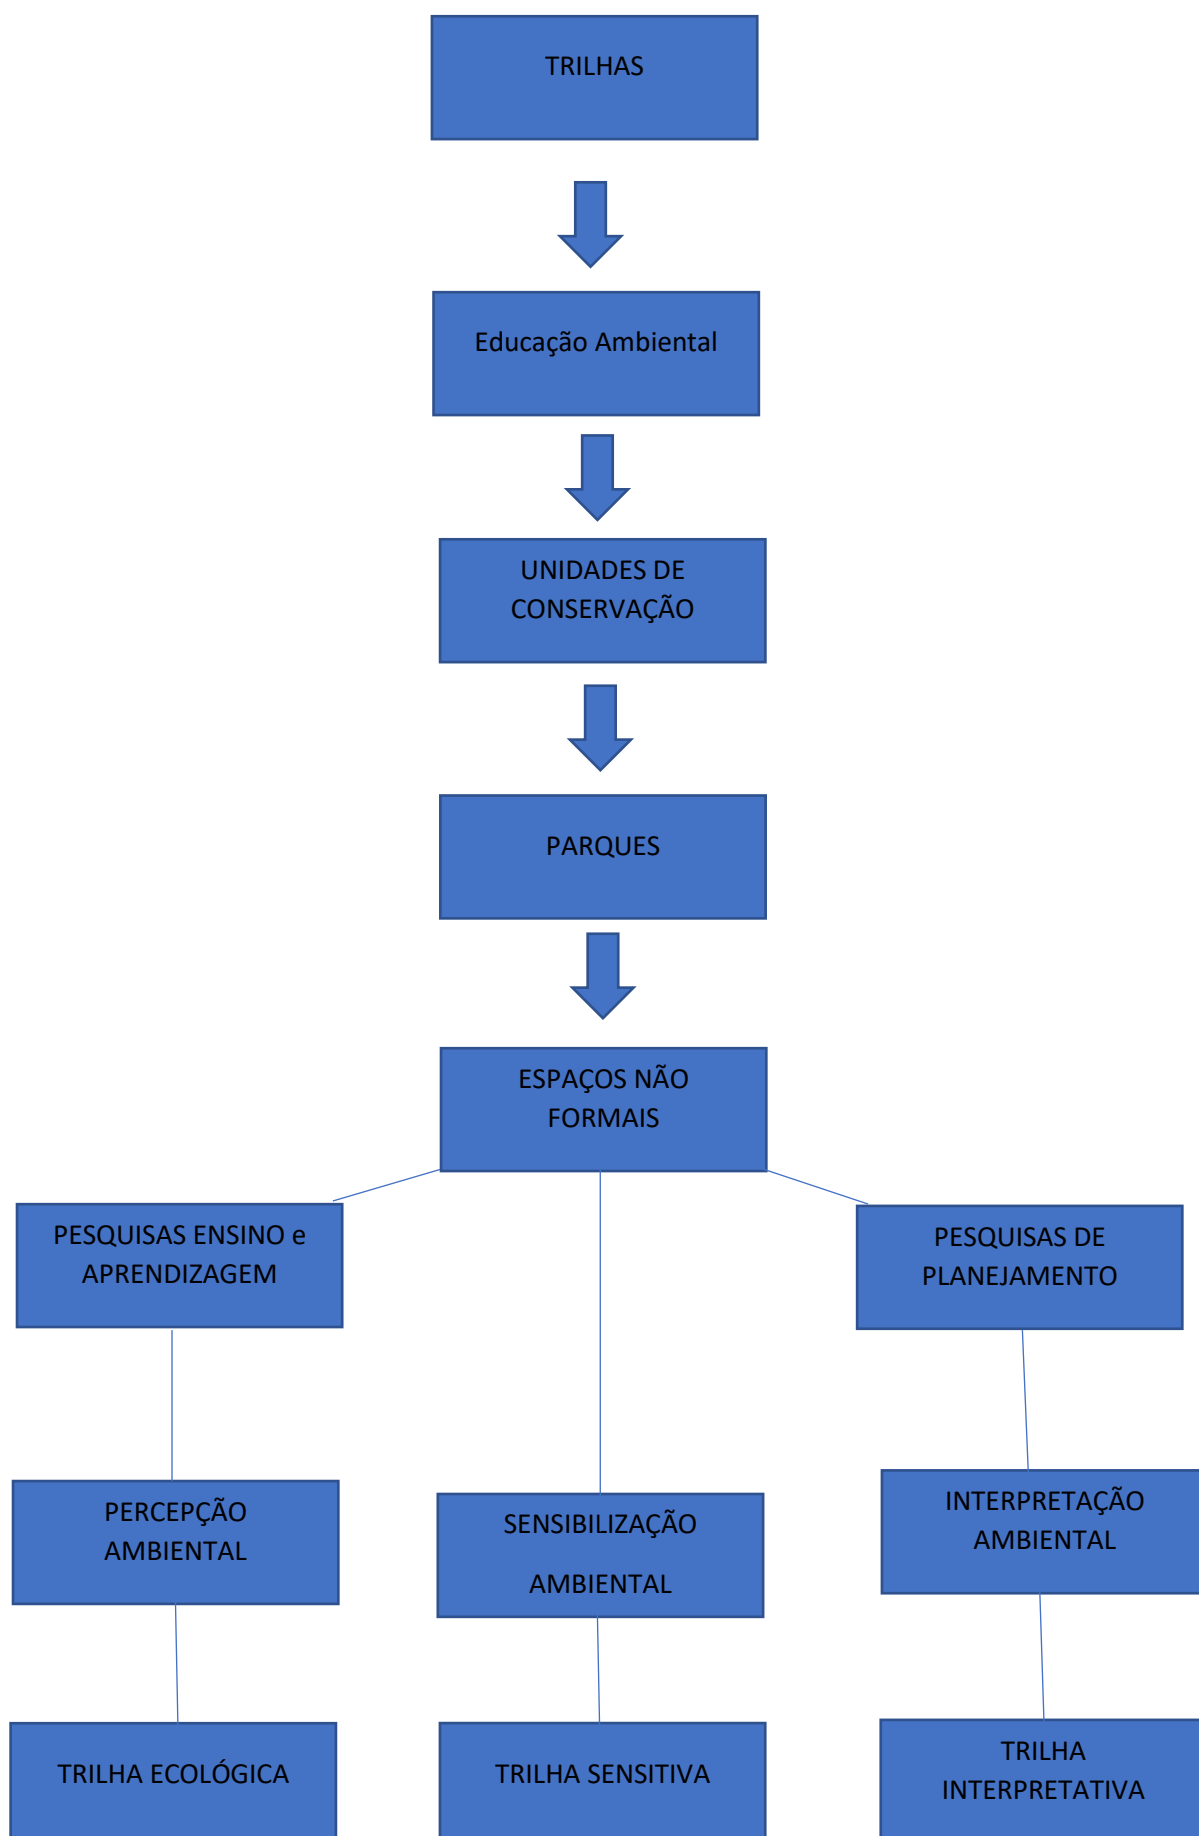 TRILHAS
Educação Ambiental
UNIDADES DE
CONSERVAÇÃO
PARQUES
ESPAÇOS NÃO
FORMAIS
PESQUISAS ENSINO e
APRENDIZAGEM
PESQUISAS DE
PLANEJAMENTO
PERCEPÇÃO
AMBIENTAL
SENSIBILIZAÇÃO
AMBIENTAL
INTERPRETAÇÃO
AMBIENTAL
TRILHA ECOLÓGICA
TRILHA SENSITIVA
TRILHA
INTERPRETATIVA